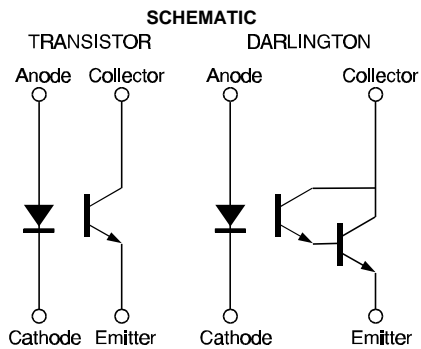 SCHEMATIC
TRANSISTOR DARLINGTON
Anode Collector Anode Collector
Cathode Emitter Cathode Emitter